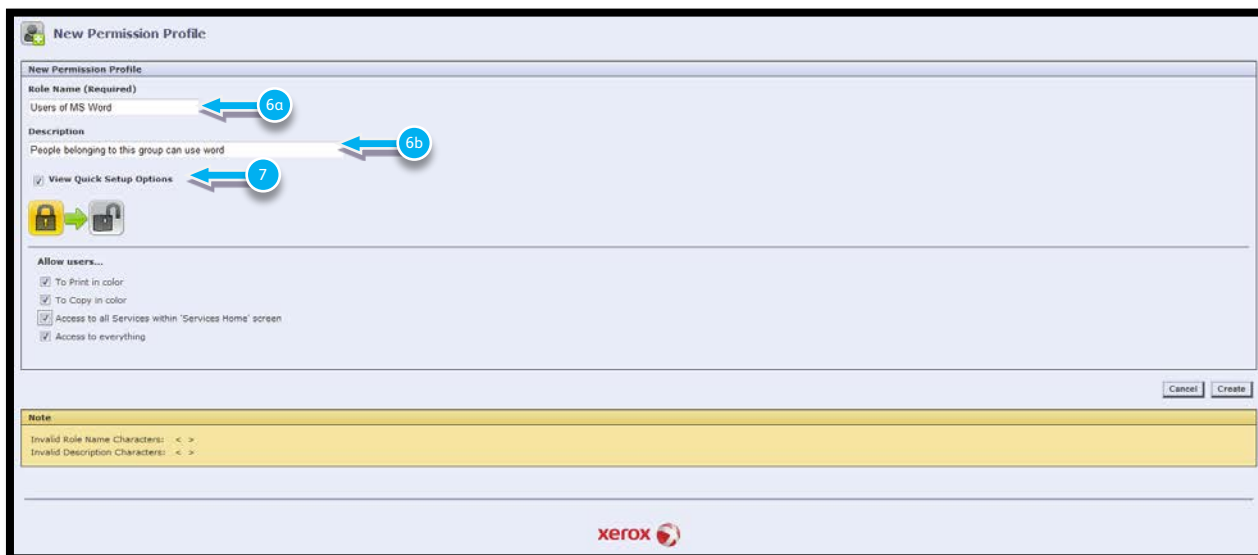 New Permission Profile
New Permission Profile
Role Name (Required)
Users of MS Word
6a
Description
People belonging to this group can use word
6b
View Quick Setup Options
7
Allow users...
To Print in color
To Copy in color
Access to all Services within 'Services Home' screen
Access to everything
Cancel Create
Note
Invalid Role Name Characters: < >
Invalid Description Characters: < >
xerox